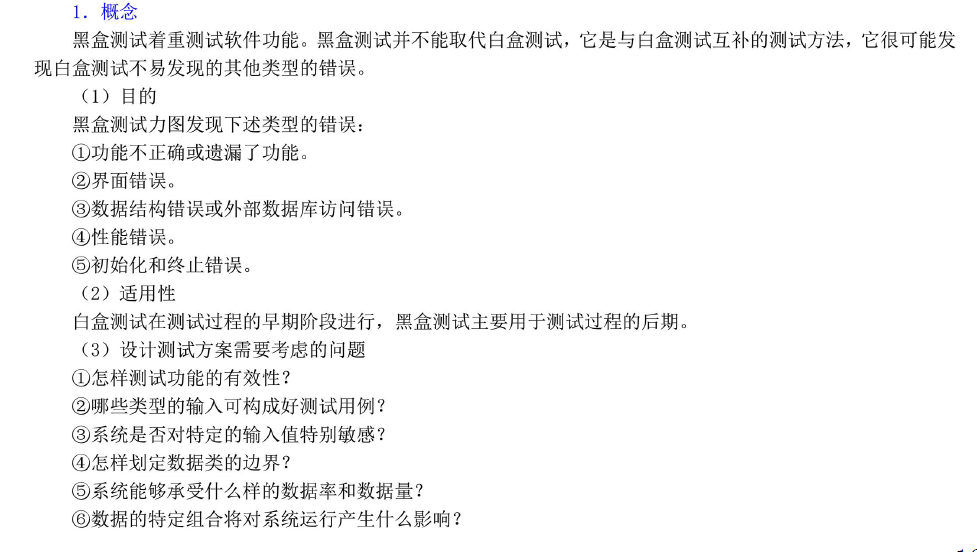 1．概念
黑盒测试着重测试软件功能。黑盒测试并不能取代白盒测试，它是与白盒测试互补的测试方法，它很可能发
现白盒测试不易发现的其他类型的错误。
（1）目的
黑盒测试力图发现下述类型的错误：
①功能不正确或遗漏了功能。
②界面错误。
③数据结构错误或外部数据库访问错误。
④性能错误。
⑤初始化和终止错误。
（2）适用性
白盒测试在测试过程的早期阶段进行，黑盒测试主要用于测试过程的后期。
（3）设计测试方案需要考虑的问题
①怎样测试功能的有效性？
②哪些类型的输入可构成好测试用例？
③系统是否对特定的输入值特别敏感？
④怎样划定数据类的边界？
⑤系统能够承受什么样的数据率和数据量？
⑥数据的特定组合将对系统运行产生什么影响？